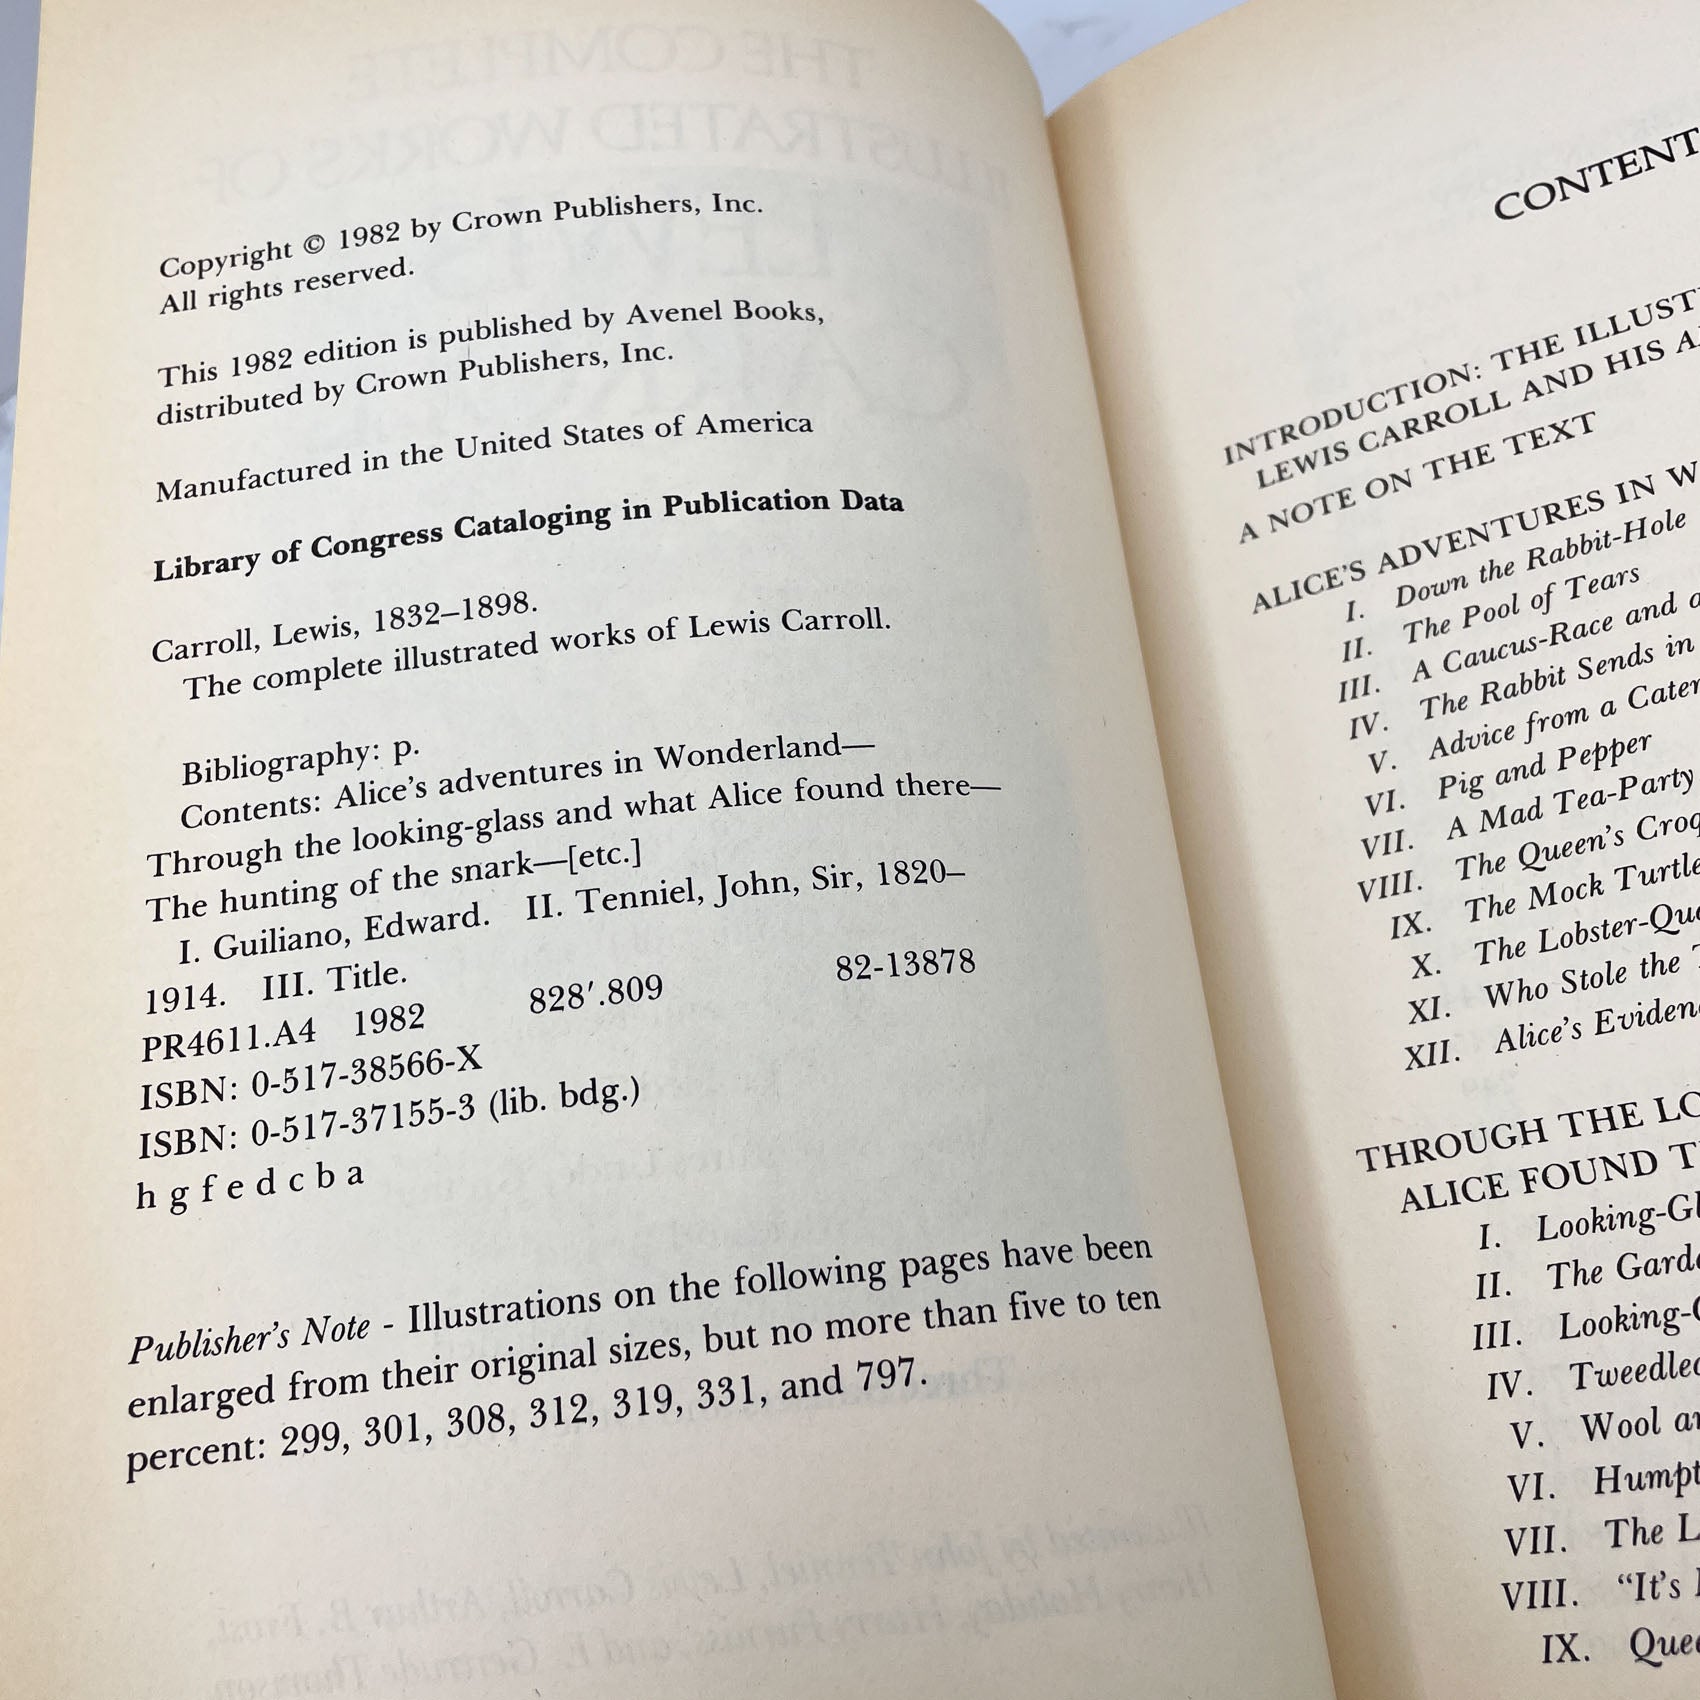 Copyright © 1982 by Crown Publishers, Inc.
All rights reserved.
This 1982 edition is published by Avenel Books,
distributed by Crown Publishers, Inc.
Manufactured in the United States of America
Library of Congress Cataloging in Publication Data
Carroll, Lewis, 1832–1898.
The complete illustrated works of Lewis Carroll.
Bibliography: p.
Contents: Alice's adventures in Wonderland—
Through the looking-glass and what Alice found there—
The hunting of the snark—[etc.]
I. Guiliano, Edward. II. Tenniel, John, Sir, 1820–
1914. III. Title.
PR4611.A4 1982 828′.809 82-13878
ISBN: 0-517-38566-X
ISBN: 0-517-37155-3 (lib. bdg.)
h g f e d c b a
Publisher's Note - Illustrations on the following pages have been
enlarged from their original sizes, but no more than five to ten
percent: 299, 301, 308, 312, 319, 331, and 797.
CONTENT
INTRODUCTION: THE ILLUST
LEWIS CARROLL AND HIS A
A NOTE ON THE TEXT
ALICE'S ADVENTURES IN W
I. Down the Rabbit-Hole
II. The Pool of Tears
III. A Caucus-Race and a
IV. The Rabbit Sends in
V. Advice from a Cater
VI. Pig and Pepper
VII. A Mad Tea-Party
VIII. The Queen's Croq
IX. The Mock Turtle
X. The Lobster-Qu
XI. Who Stole the
XII. Alice's Eviden
THROUGH THE LO
ALICE FOUND T
I. Looking-Gl
II. The Gard
III. Looking-
IV. Tweedle
V. Wool a
VI. Humpt
VII. The L
VIII. "It's
IX. Quee